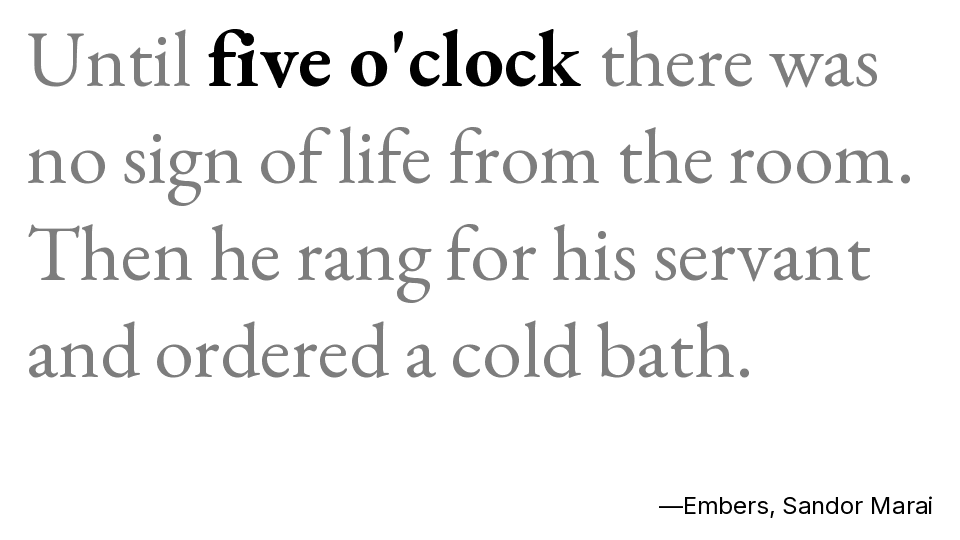 Until five o'clock there was
no sign of life from the room.
Then he rang for his servant
and ordered a cold bath.
—Embers, Sandor Marai